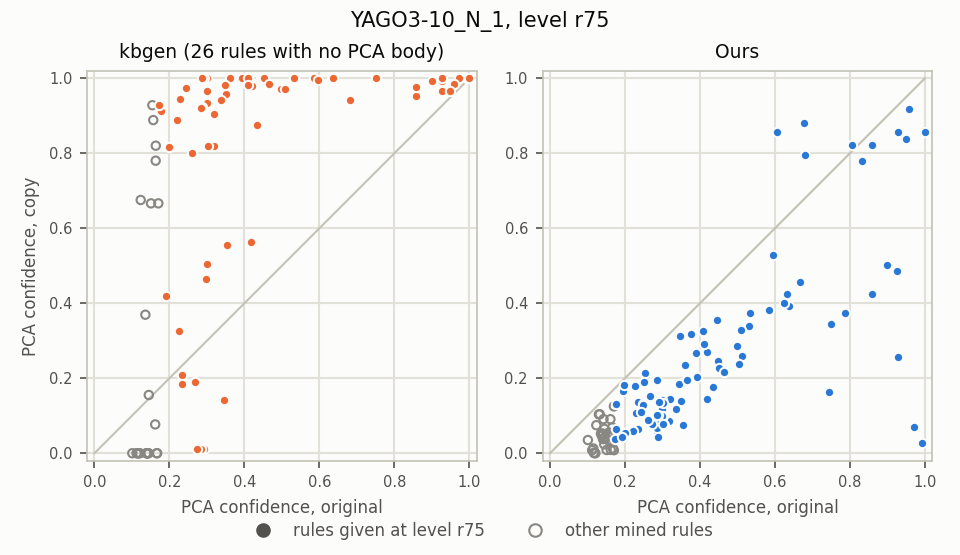 YAGO3-10_N_1, level r75
kbgen (26 rules with no PCA body)
Ours
PCA confidence, copy
1.0
0.8
0.6
0.4
0.2
0.0
0.0 0.2 0.4 0.6 0.8 1.0
PCA confidence, original
1.0
0.8
0.6
0.4
0.2
0.0
0.0 0.2 0.4 0.6 0.8 1.0
PCA confidence, original
rules given at level r75
other mined rules